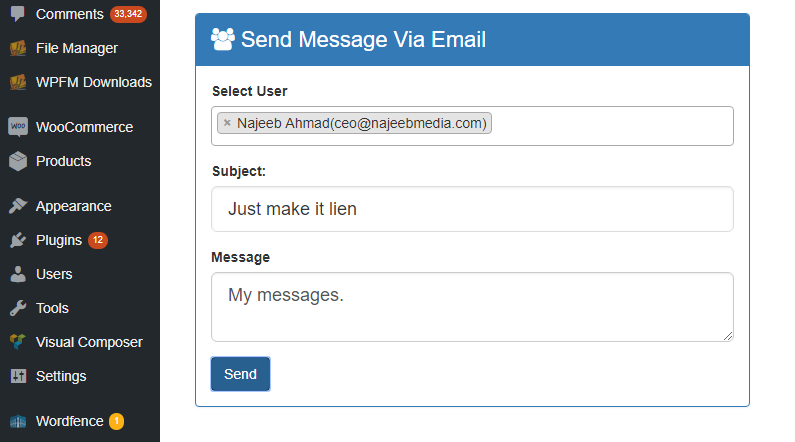 Comments 33,342
File Manager
WPFM Downloads
Woo WooCommerce
Products
Appearance
Plugins 12
Users
Tools
Visual Composer
Settings
Wordfence 1
Send Message Via Email
Select User
× Najeeb Ahmad(ceo@najeebmedia.com)
Subject:
Just make it lien
Message
My messages.
Send